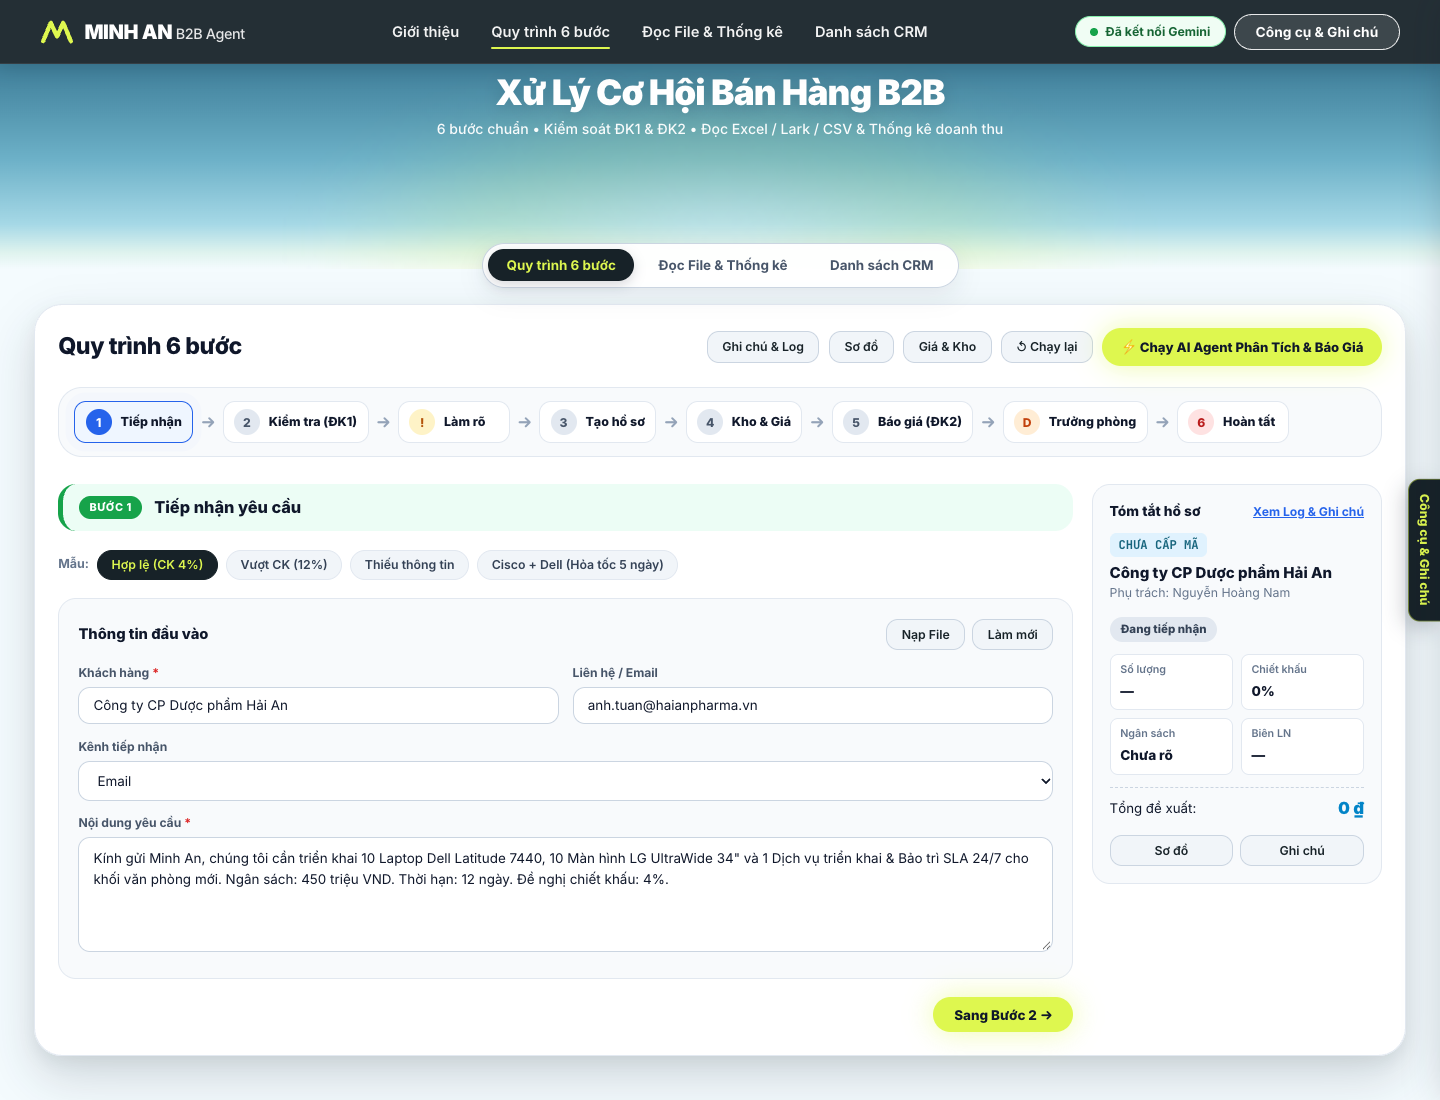 MINH AN B2B Agent
Giới thiệu
Quy trình 6 bước
Đọc File & Thống kê
Danh sách CRM
Đã kết nối Gemini
Công cụ & Ghi chú
Xử Lý Cơ Hội Bán Hàng B2B
6 bước chuẩn • Kiểm soát ĐK1 & ĐK2 • Đọc Excel / Lark / CSV & Thống kê doanh thu
Quy trình 6 bước
Đọc File & Thống kê
Danh sách CRM
Quy trình 6 bước
Ghi chú & Log
Sơ đồ
Giá & Kho
↺ Chạy lại
⚡ Chạy AI Agent Phân Tích & Báo Giá
1 Tiếp nhận
→
2 Kiểm tra (ĐK1)
→
! Làm rõ
→
3 Tạo hồ sơ
→
4 Kho & Giá
→
5 Báo giá (ĐK2)
→
D Trưởng phòng
→
6 Hoàn tất
BƯỚC 1 Tiếp nhận yêu cầu
Mẫu:
Hợp lệ (CK 4%)
Vượt CK (12%)
Thiếu thông tin
Cisco + Dell (Hỏa tốc 5 ngày)
Thông tin đầu vào
Nạp File
Làm mới
Khách hàng *
Liên hệ / Email
Công ty CP Dược phẩm Hải An
anh.tuan@haianpharma.vn
Kênh tiếp nhận
Email
Nội dung yêu cầu *
Kính gửi Minh An, chúng tôi cần triển khai 10 Laptop Dell Latitude 7440, 10 Màn hình LG UltraWide 34" và 1 Dịch vụ triển khai & Bảo trì SLA 24/7 cho
khối văn phòng mới. Ngân sách: 450 triệu VND. Thời hạn: 12 ngày. Đề nghị chiết khấu: 4%.
Sang Bước 2 →
Tóm tắt hồ sơ
Xem Log & Ghi chú
CHƯA CẤP MÃ
Công ty CP Dược phẩm Hải An
Phụ trách: Nguyễn Hoàng Nam
Đang tiếp nhận
Số lượng
—
Chiết khấu
0%
Ngân sách
Chưa rõ
Biên LN
—
Tổng đề xuất:
0 ₫
Sơ đồ
Ghi chú
Công cụ & Ghi chú